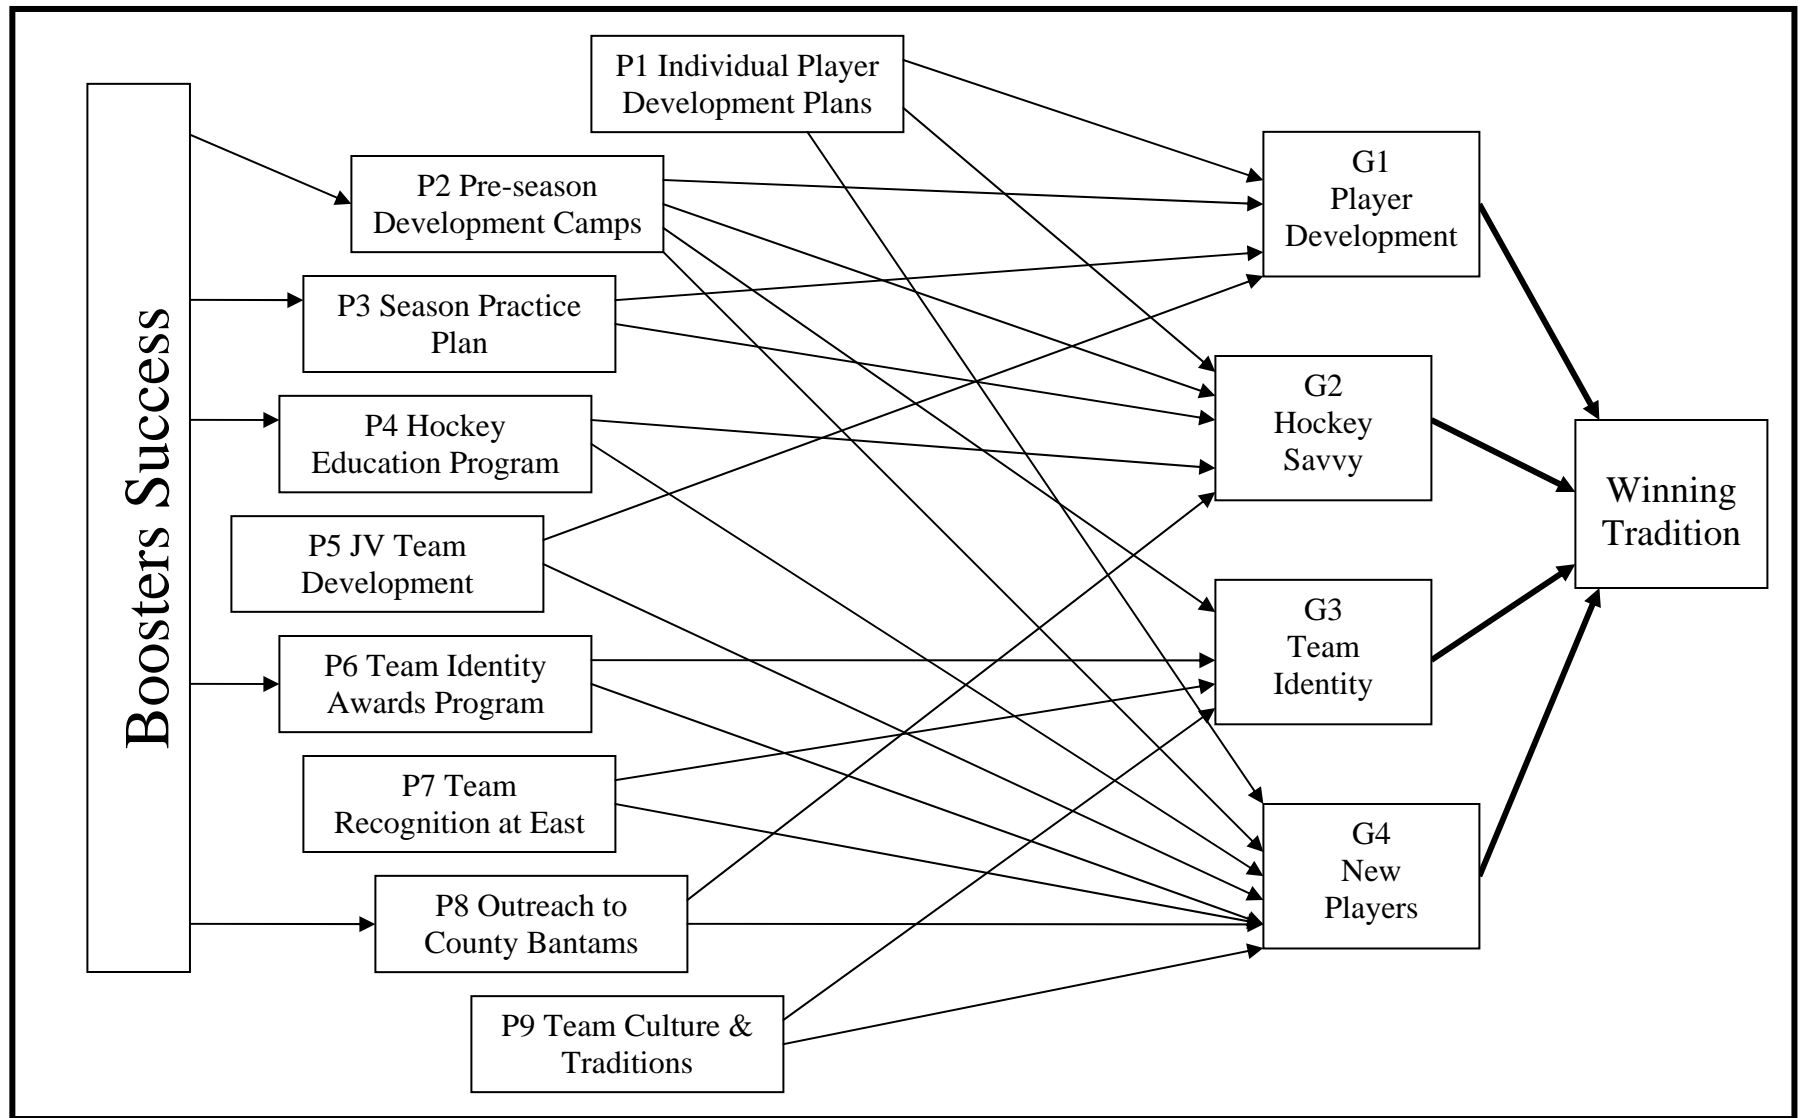 Boosters Success
P1 Individual Player
Development Plans
P2 Pre-season
Development Camps
P3 Season Practice
Plan
P4 Hockey
Education Program
P5 JV Team
Development
P6 Team Identity
Awards Program
P7 Team
Recognition at East
P8 Outreach to
County Bantams
P9 Team Culture &
Traditions
G1
Player
Development
G2
Hockey
Savvy
G3
Team
Identity
G4
New
Players
Winning
Tradition